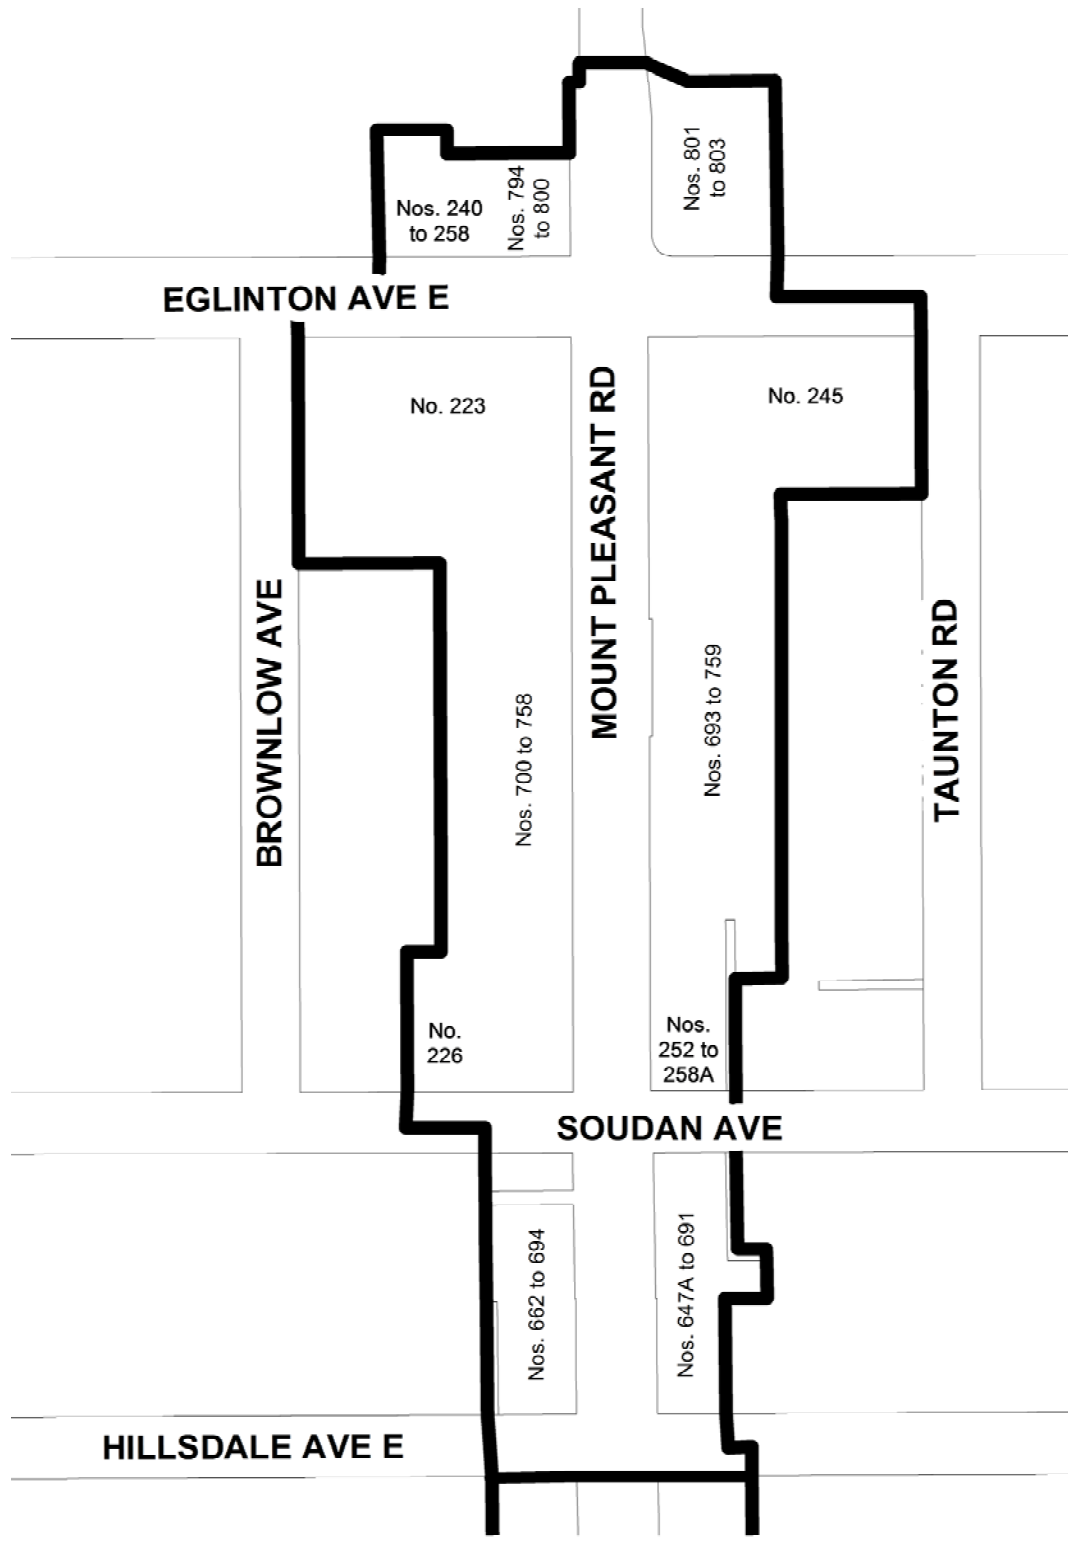 Nos. 801
to 803
Nos. 794
to 800
Nos. 240
to 258
EGLINTON AVE E
No. 223
No. 245
MOUNT PLEASANT RD
BROWNLOW AVE
TAUNTON RD
Nos. 700 to 758
Nos. 693 to 759
No.
226
Nos.
252 to
258A
SOUDAN AVE
Nos. 662 to 694
Nos. 647A to 691
HILLSDALE AVE E